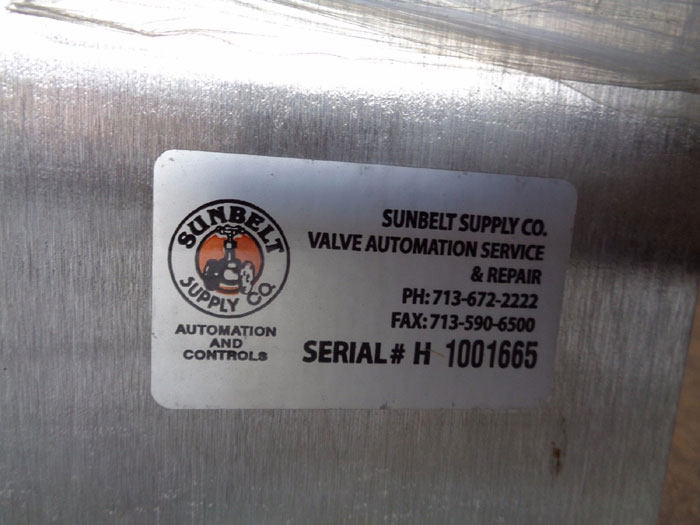 SUNBELT
SUPPLY CO.
AUTOMATION
AND
CONTROLS
SUNBELT SUPPLY CO.
VALVE AUTOMATION SERVICE
& REPAIR
PH: 713-672-2222
FAX: 713-590-6500
SERIAL# H 1001665